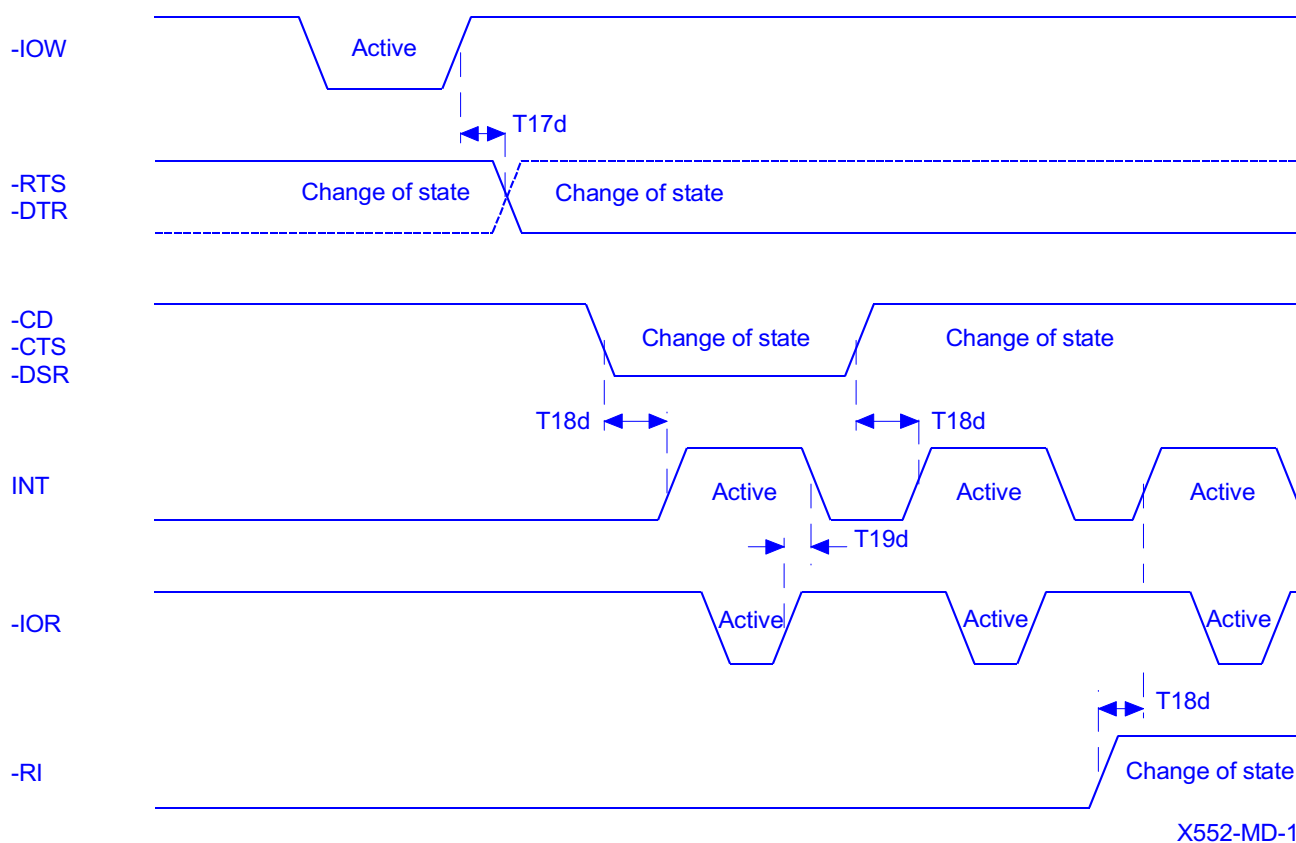 -IOW
Active
T17d
-RTS
-DTR
Change of state
Change of state
-CD
-CTS
-DSR
Change of state
Change of state
T18d
T18d
INT
Active
Active
Active
T19d
-IOR
Active
Active
Active
T18d
-RI
Change of state
X552-MD-1